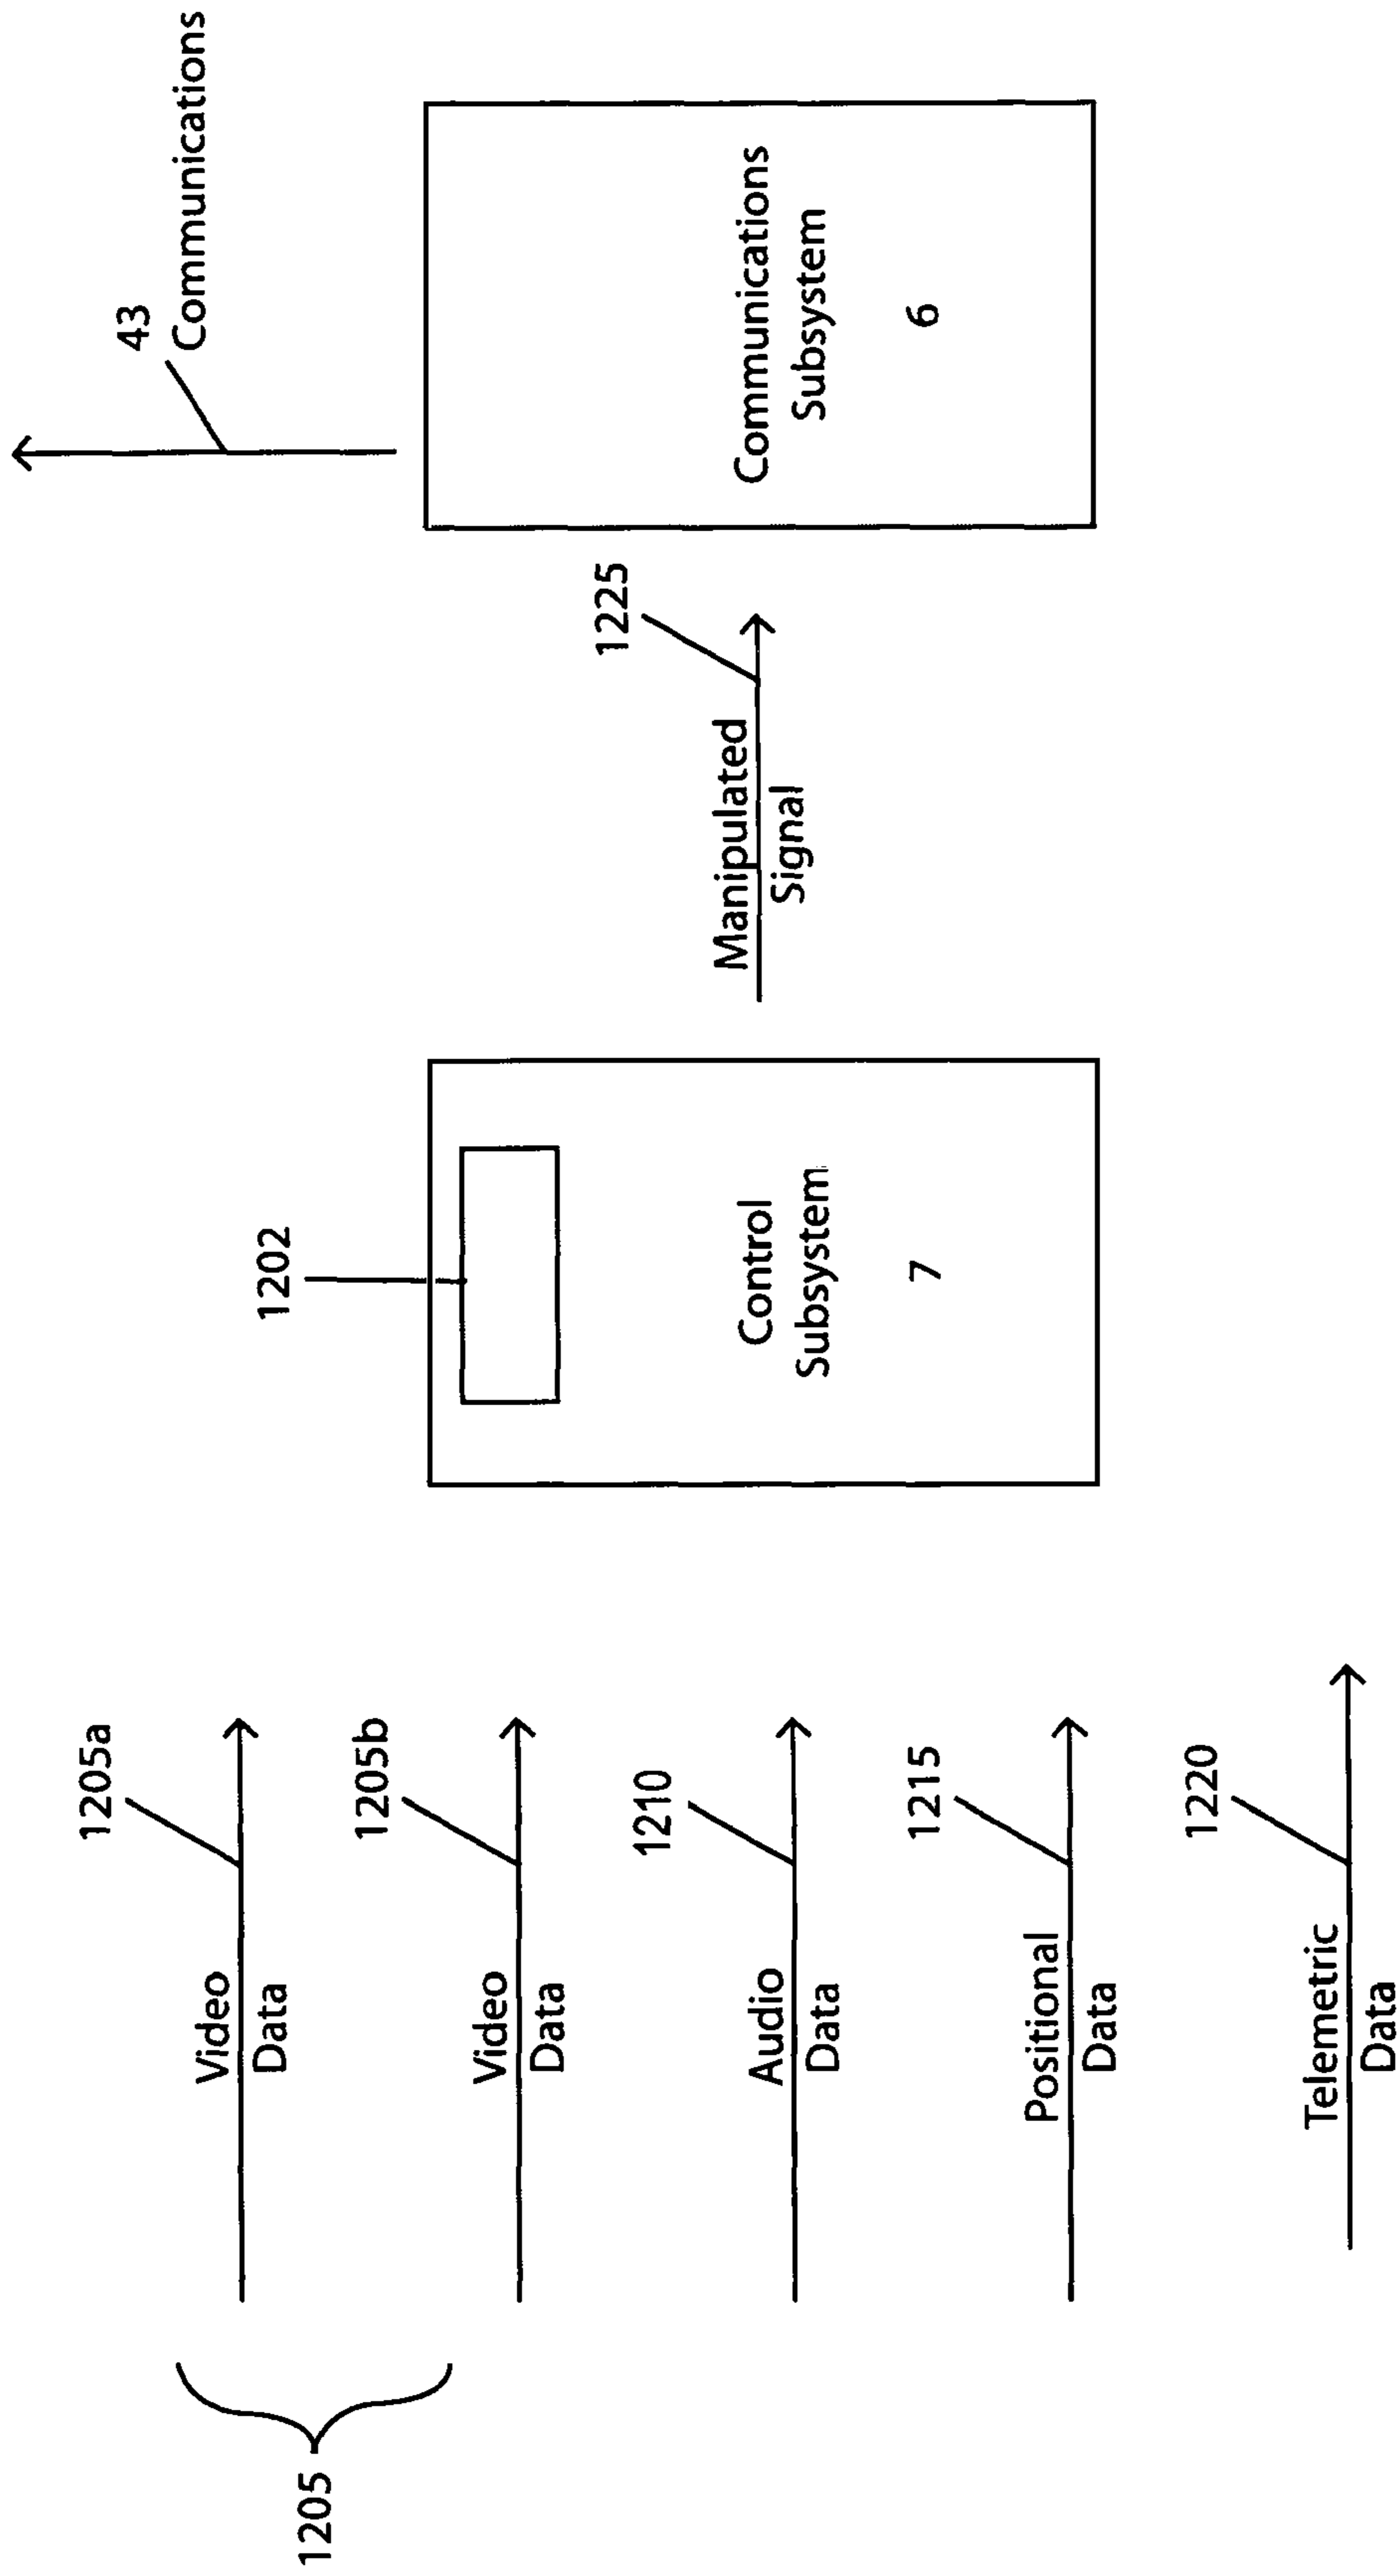 1205
1205a
Video
Data
1205b
Video
Data
1210
Audio
Data
1215
Positional
Data
1220
Telemetric
Data
1202
Control
Subsystem
7
1225
Manipulated
Signal
43
Communications
Communications
Subsystem
6